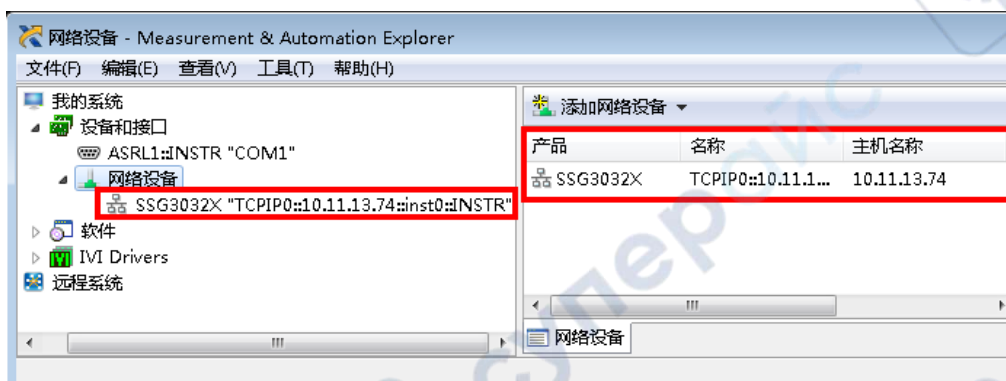 网络设备 - Measurement & Automation Explorer
文件(F) 编辑(E) 查看(V) 工具(T) 帮助(H)
我的系统
设备和接口
ASRL1::INSTR "COM1"
网络设备
SSG3032X "TCPIP0::10.11.13.74::inst0::INSTR"
软件
IVI Drivers
远程系统
添加网络设备
产品 名称 主机名称
SSG3032X TCPIP0::10.11.1... 10.11.13.74
网络设备
суперайс